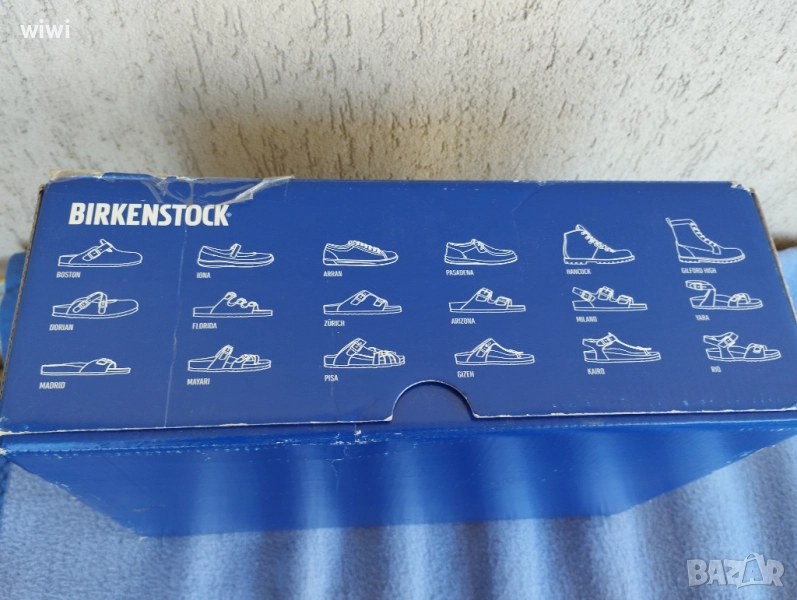 wiwi
BIRKENSTOCK®
BOSTON IONA ARRAN PASADENA HANCOCK GILFORD HIGH
DORIAN FLORIDA ZÜRICH ARIZONA MILANO YARA
MADRID MAYARI PISA GIZEH KAIRO RIO
BAZAR